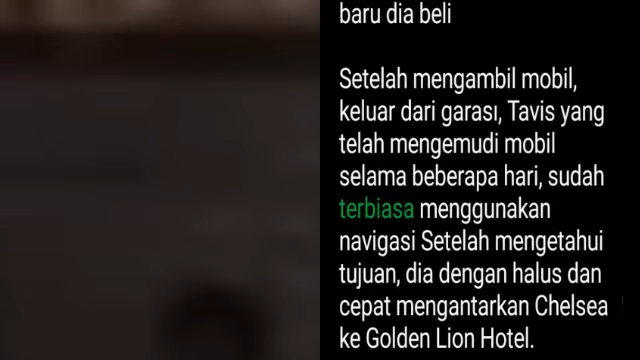 baru dia beli
Setelah mengambil mobil,
keluar dari garası, Tavis yang
telah mengemudi mobil
selama beberapa hari, sudah
terbiasa menggunakan
navigasi Setelah mengetahui
tujuan, dia dengan halus dan
cepat mengantarkan Chelsea
ke Golden Lion Hotel.